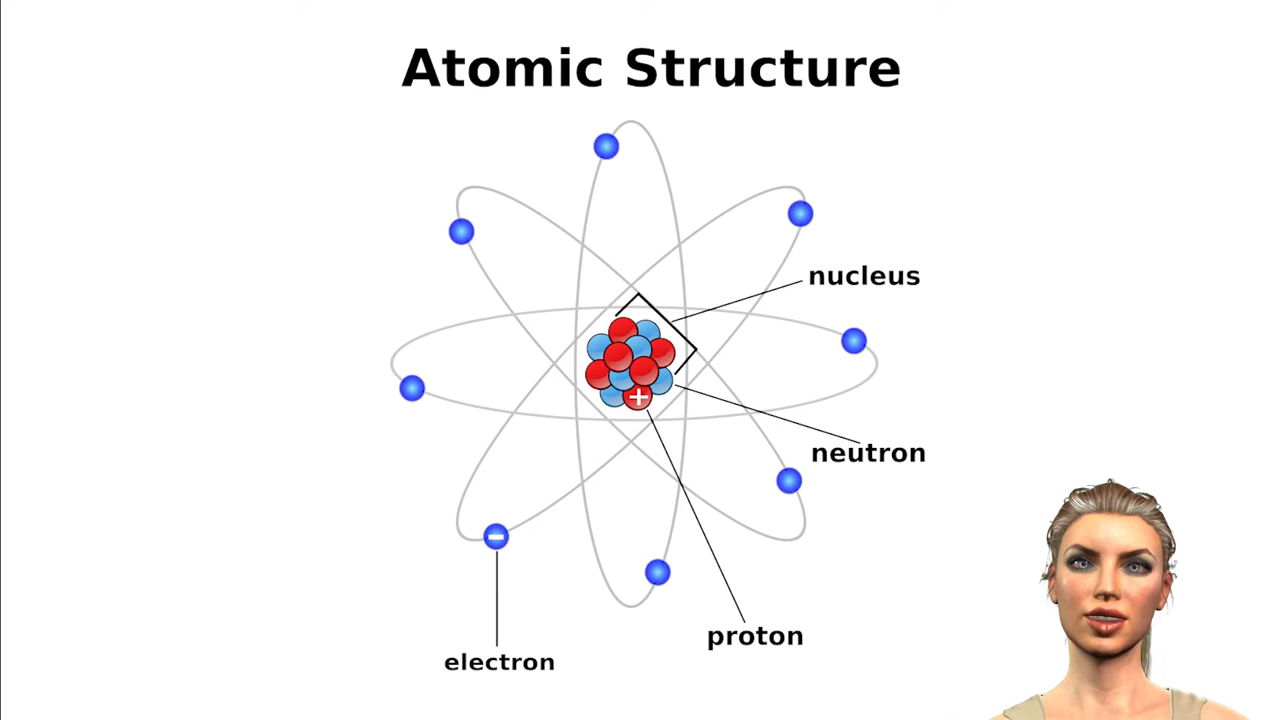 Atomic Structure
nucleus
+
neutron
−
proton
electron